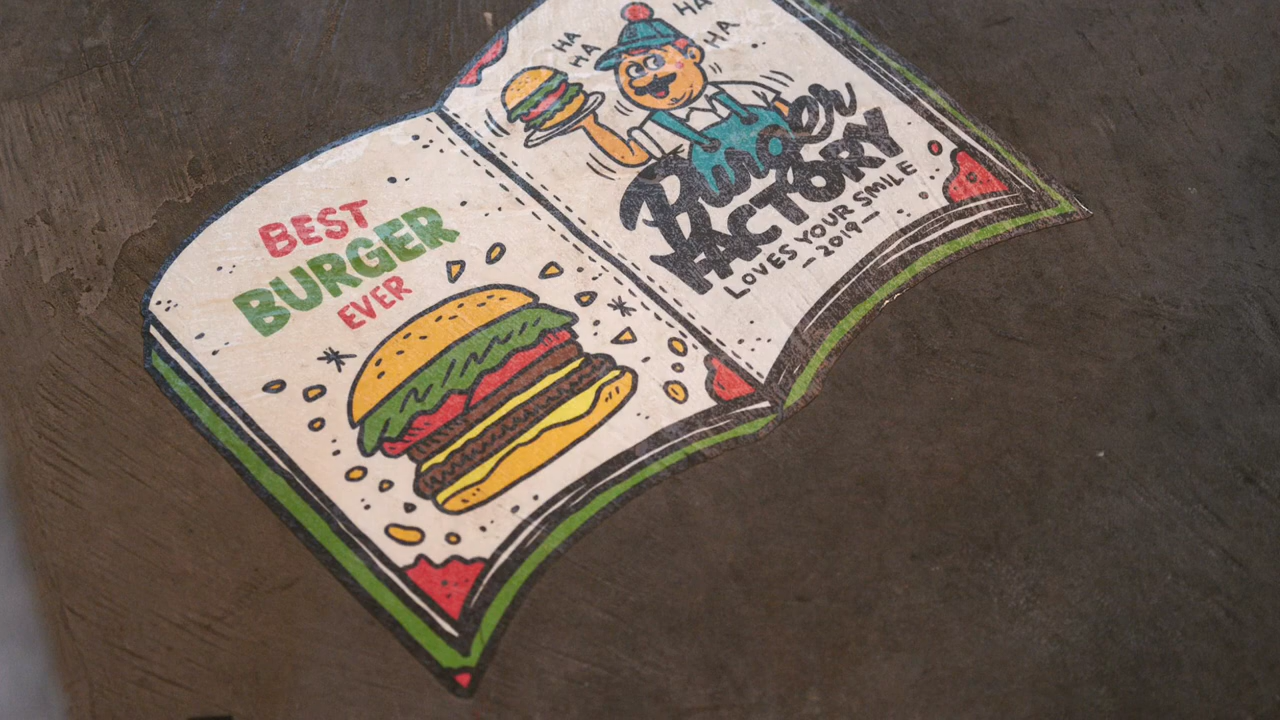 BEST
BURGER
EVER
HA
HA
HA
HA
Burger
FACTORY
LOVES YOUR SMILE
– 2019 –